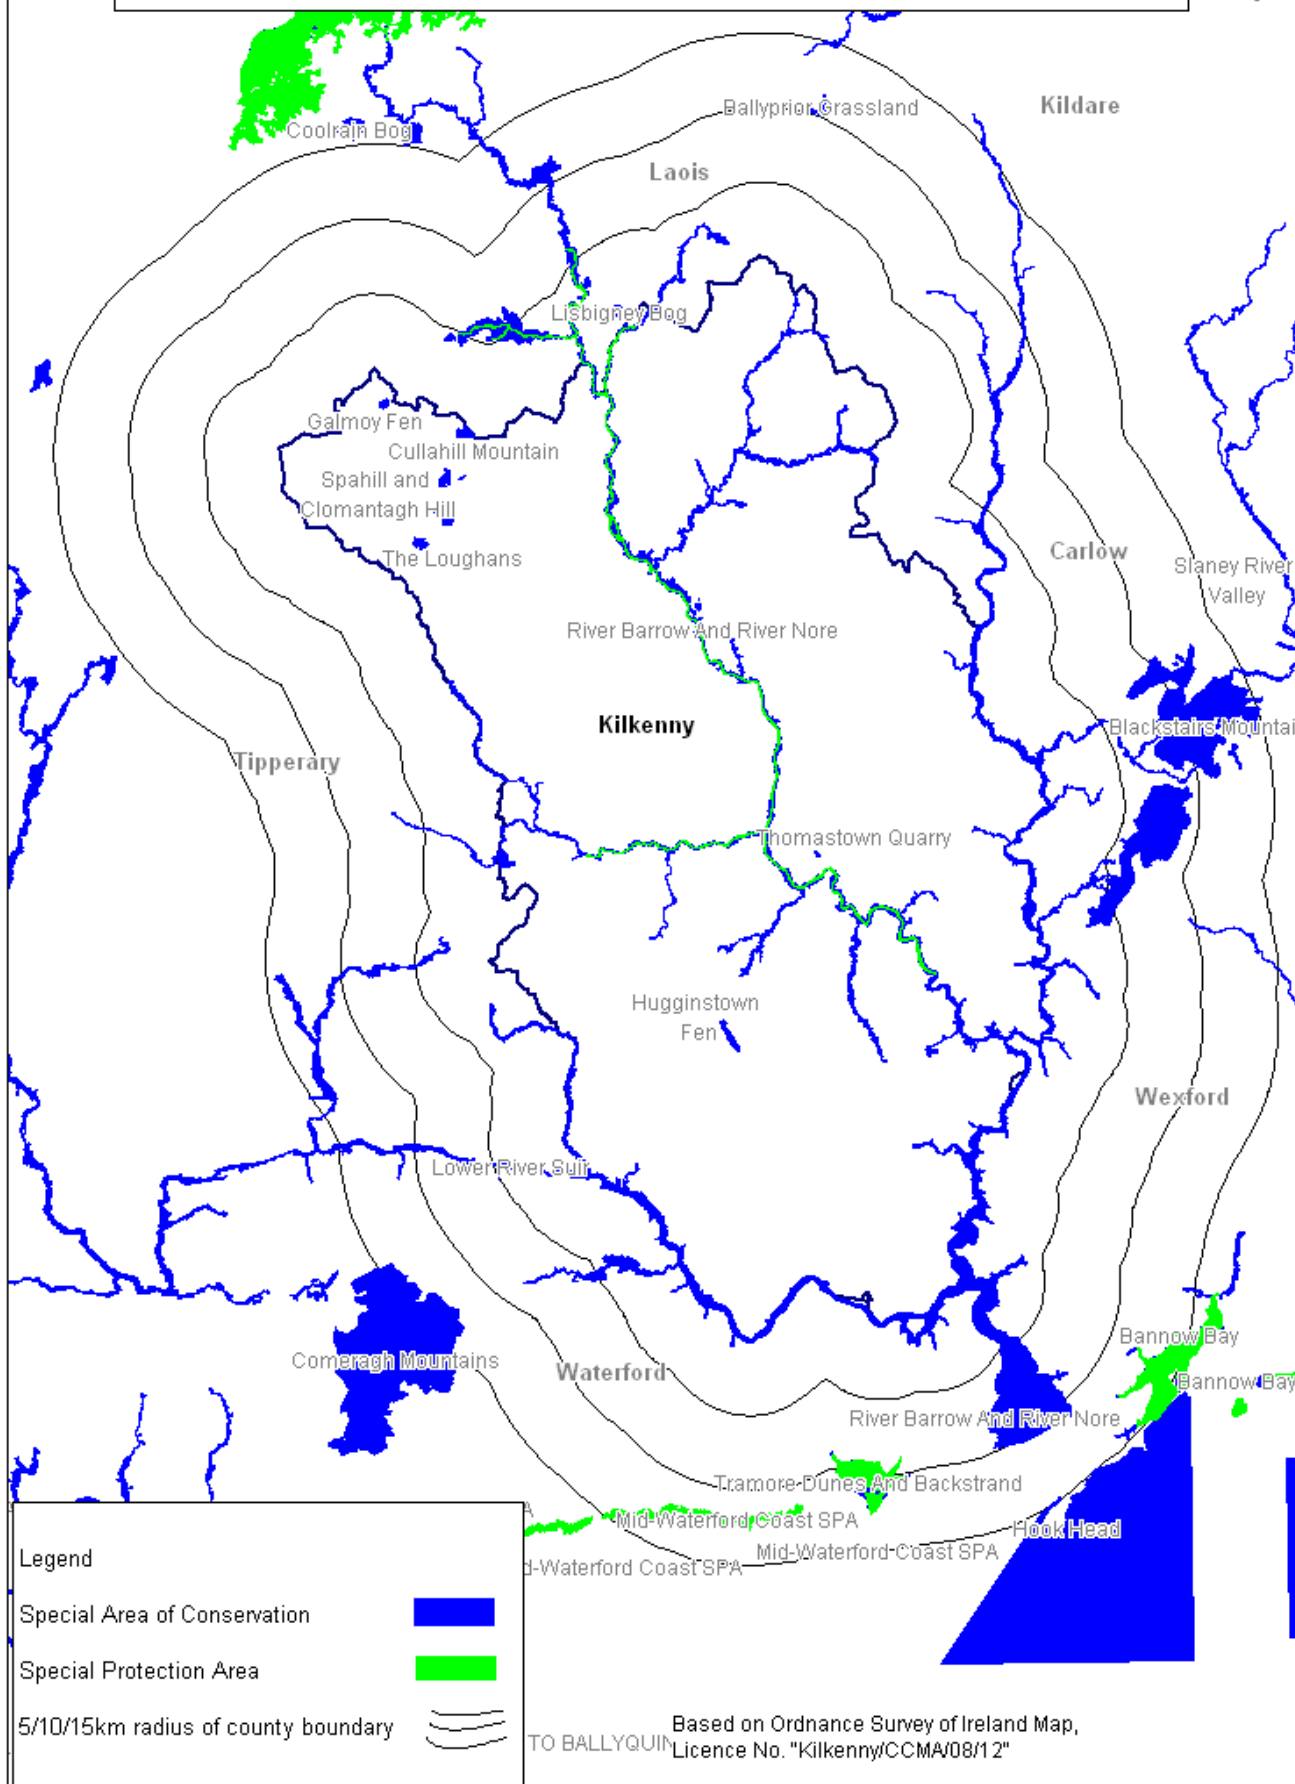 Ballyprior Grassland
Kildare
Coolrain Bog
Laois
Lisbigney Bog
Galmoy Fen
Cullahill Mountain
Spahill and
Clomantagh Hill
The Loughans
Carlow
Slaney River
Valley
River Barrow And River Nore
Kilkenny
Blackstairs Mountai
Tipperary
Thomastown Quarry
Hugginstown
Fen
Wexford
Lower River Suir
Bannow Bay
Comeragh Mountains
Waterford
Bannow Bay
River Barrow And River Nore
Tramore Dunes And Backstrand
A
Mid-Waterford Coast SPA
Hook Head
Mid-Waterford Coast SPA
d-Waterford Coast SPA
Legend
Special Area of Conservation
Special Protection Area
5/10/15km radius of county boundary
TO BALLYQUIN
Based on Ordnance Survey of Ireland Map,
Licence No. "Kilkenny/CCMA/08/12"